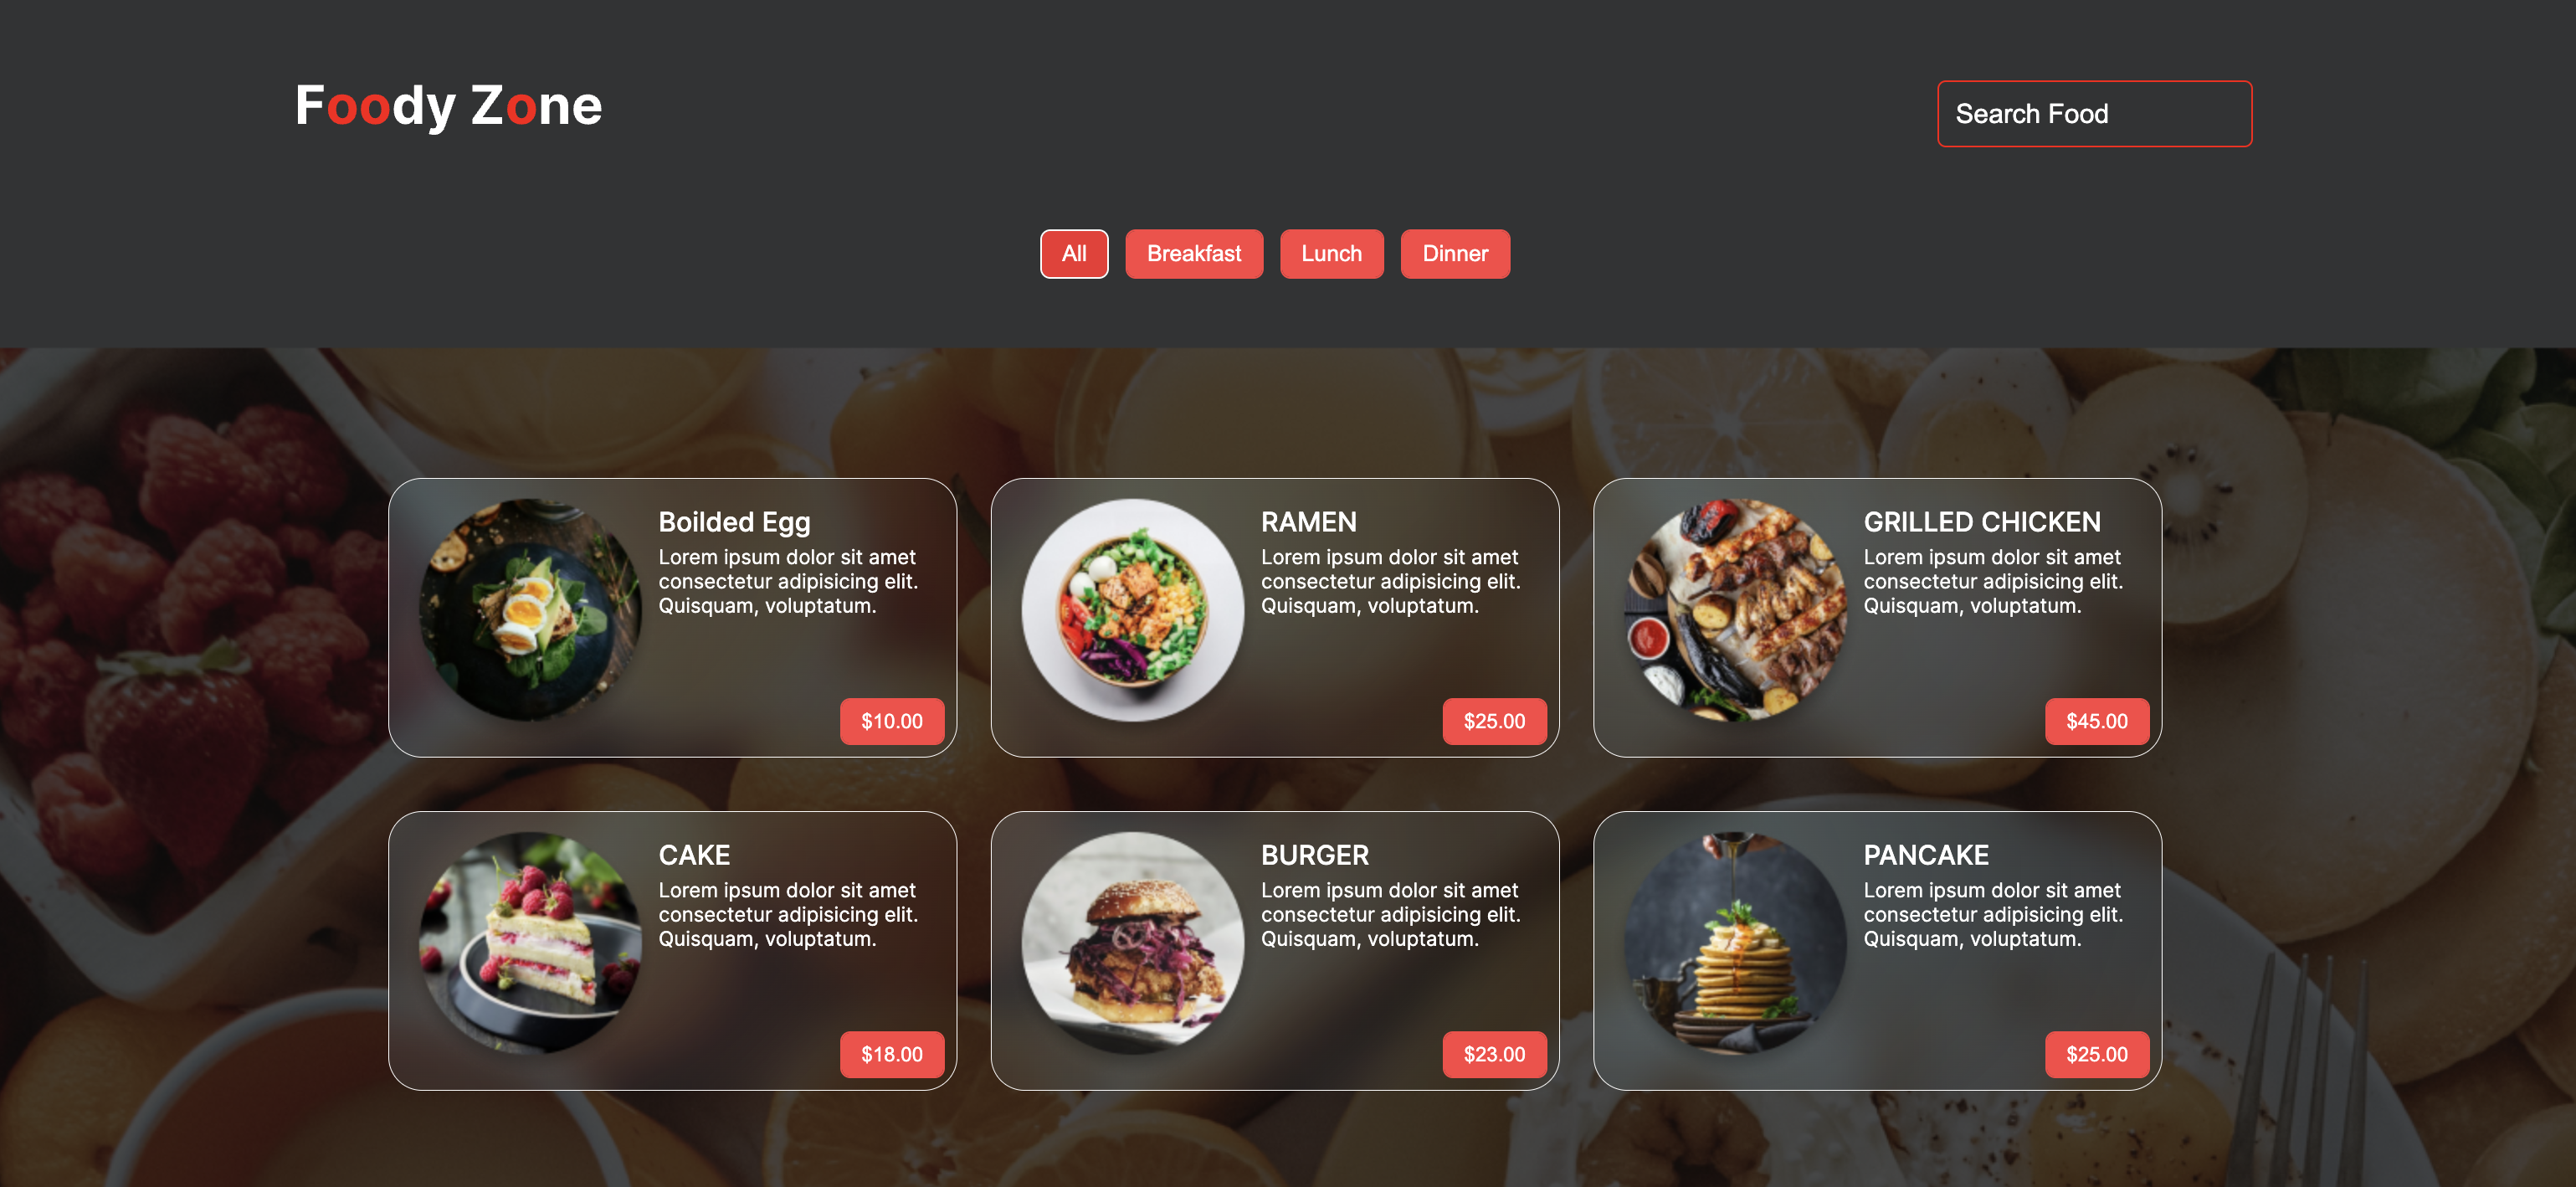 Foody Zone
Search Food
All
Breakfast
Lunch
Dinner
Boilded Egg
Lorem ipsum dolor sit amet
consectetur adipisicing elit.
Quisquam, voluptatum.
$10.00
RAMEN
Lorem ipsum dolor sit amet
consectetur adipisicing elit.
Quisquam, voluptatum.
$25.00
GRILLED CHICKEN
Lorem ipsum dolor sit amet
consectetur adipisicing elit.
Quisquam, voluptatum.
$45.00
CAKE
Lorem ipsum dolor sit amet
consectetur adipisicing elit.
Quisquam, voluptatum.
$18.00
BURGER
Lorem ipsum dolor sit amet
consectetur adipisicing elit.
Quisquam, voluptatum.
$23.00
PANCAKE
Lorem ipsum dolor sit amet
consectetur adipisicing elit.
Quisquam, voluptatum.
$25.00